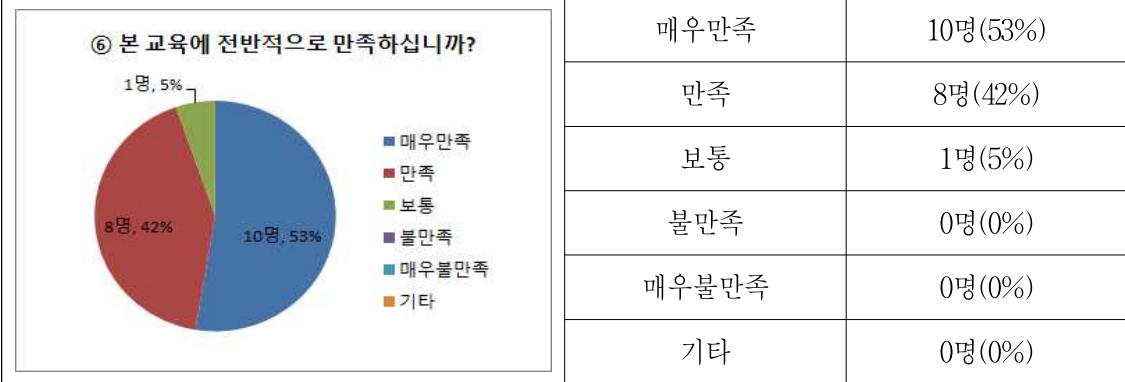 ⑥ 본 교육에 전반적으로 만족하십니까?
1명, 5%
8명, 42%
10명, 53%
매우만족
만족
보통
불만족
매우불만족
기타
매우만족 10명(53%)
만족 8명(42%)
보통 1명(5%)
불만족 0명(0%)
매우불만족 0명(0%)
기타 0명(0%)